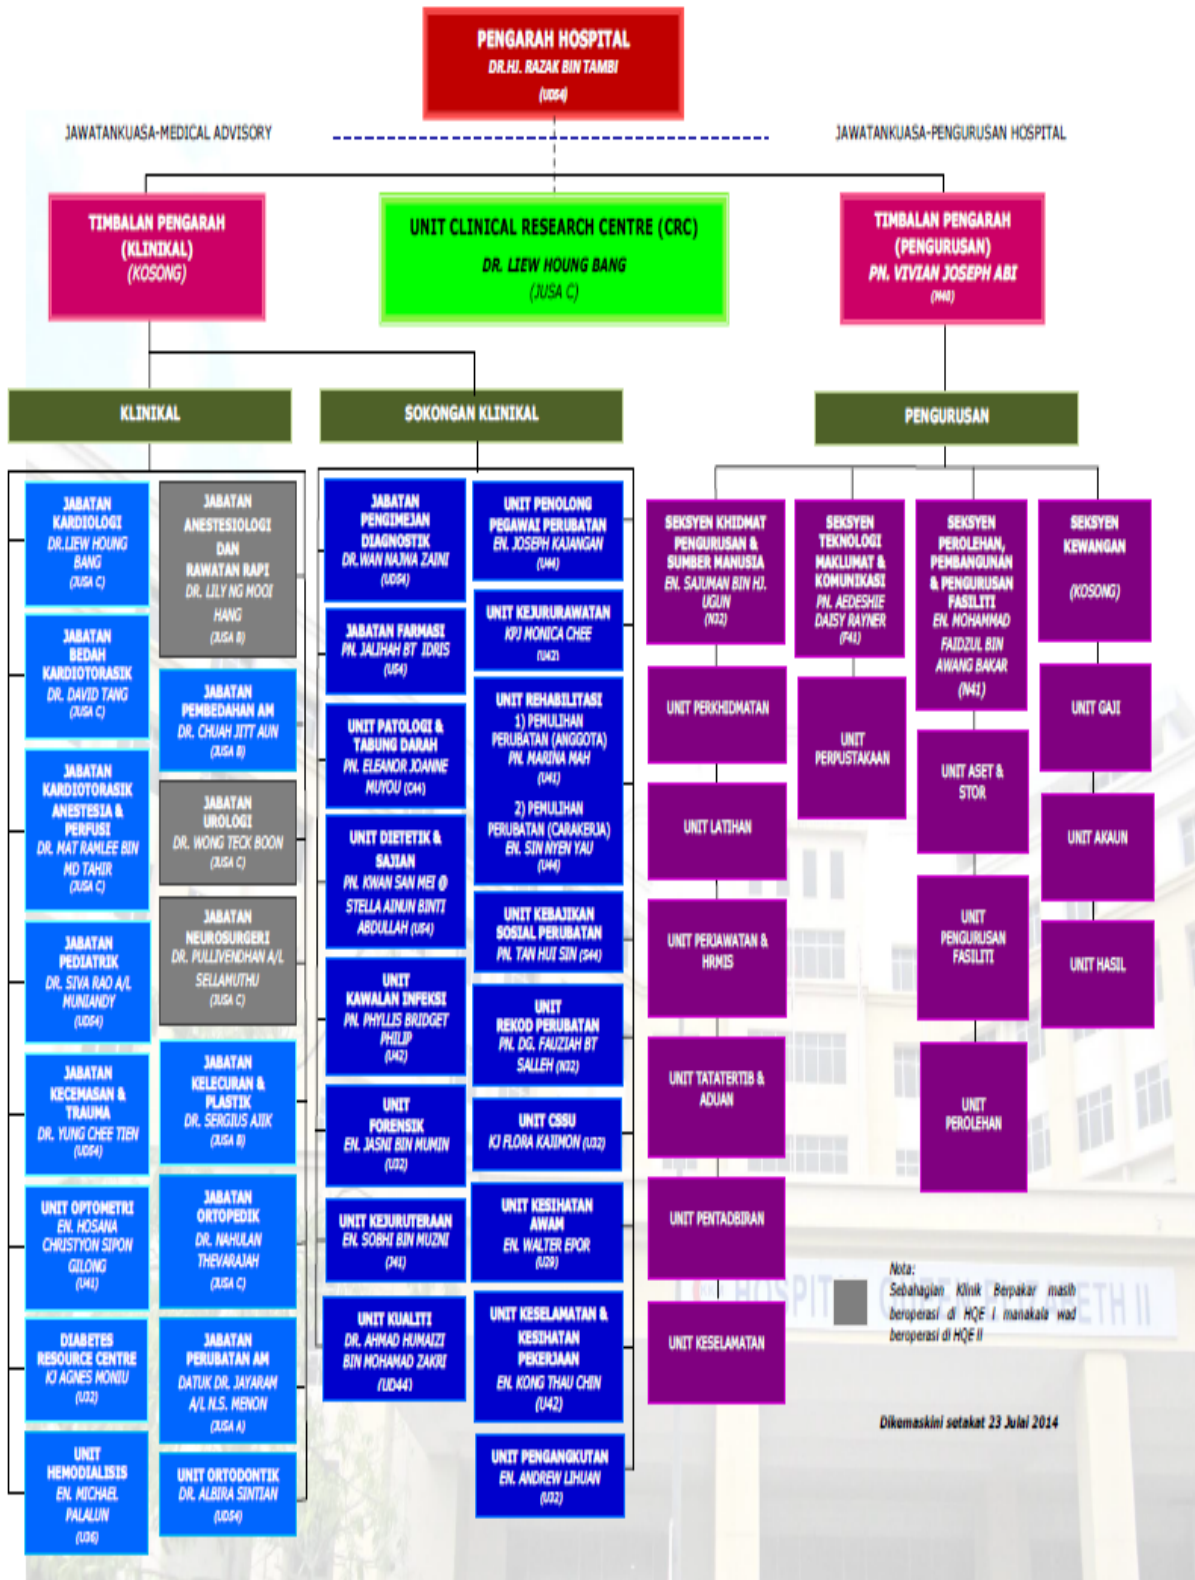 PENGARAH HOSPITAL
DR.HJ. RAZAK BIN TAMBI
(UD54)
JAWATANKUASA-MEDICAL ADVISORY
JAWATANKUASA-PENGURUSAN HOSPITAL
TIMBALAN PENGARAH
(KLINIKAL)
(KOSONG)
UNIT CLINICAL RESEARCH CENTRE (CRC)
DR. LIEW HOUNG BANG
(JUSA C)
TIMBALAN PENGARAH
(PENGURUSAN)
PN. VIVIAN JOSEPH ABI
(N48)
KLINIKAL
JABATAN
KARDIOLOGI
DR.LIEW HOUNG
BANG
(JUSA C)
JABATAN
BEDAH
KARDIOTORASIK
DR. DAVID TANG
(JUSA C)
JABATAN
KARDIOTORASIK
ANESTESIA &
PERFUSI
DR. MAT RAMLEE BIN
MD TAHIR
(JUSA C)
JABATAN
PEDIATRIK
DR. SIVA RAO A/L
MUNIANDY
(UD54)
JABATAN
KECEMASAN &
TRAUMA
DR. YUNG CHEE TIEN
(UD54)
UNIT OPTOMETRI
EN. HOSANA
CHRISTYON SIPON
GILONG
(U41)
DIABETES
RESOURCE CENTRE
KJ AGNES MONIU
(U32)
UNIT
HEMODIALISIS
EN. MICHAEL
PALALUN
(U36)
JABATAN
ANESTESIOLOGI
DAN
RAWATAN RAPI
DR. LILY NG MOOI
HANG
(JUSA B)
JABATAN
PEMBEDAHAN AM
DR. CHUAH JITT AUN
(JUSA B)
JABATAN
UROLOGI
DR. WONG TECK BOON
(JUSA C)
JABATAN
NEUROSURGERI
DR. PULLIVENDHAN A/L
SELLAMUTHU
(JUSA C)
JABATAN
KELECURAN &
PLASTIK
DR. SERGIUS AJIK
(JUSA B)
JABATAN
ORTOPEDIK
DR. NAHULAN
THEVARAJAH
(JUSA C)
JABATAN
PERUBATAN AM
DATUK DR. JAYARAM
A/L N.S. MENON
(JUSA A)
UNIT ORTODONTIK
DR. ALBIRA SINTIAN
(UD54)
SOKONGAN KLINIKAL
JABATAN
PENGIMEJAN
DIAGNOSTIK
DR.WAN NAJWA ZAINI
(UD54)
JABATAN FARMASI
PN. JALIHAH BT IDRIS
(U54)
UNIT PATOLOGI &
TABUNG DARAH
PN. ELEANOR JOANNE
MUYOU (C44)
UNIT DIETETIK &
SAJIAN
PN. KWAN SAN MEI @
STELLA AINUN BINTI
ABDULLAH (U54)
UNIT
KAWALAN INFEKSI
PN. PHYLLIS BRIDGET
PHILIP
(U42)
UNIT
FORENSIK
EN. JASNI BIN MUMIN
(U32)
UNIT KEJURUTERAAN
EN. SOBHI BIN MUZNI
(J41)
UNIT KUALITI
DR. AHMAD HUMAIZI
BIN MOHAMAD ZAKRI
(UD44)
UNIT PENOLONG
PEGAWAI PERUBATAN
EN. JOSEPH KAJANGAN
(U44)
UNIT KEJURURAWATAN
KPJ MONICA CHEE
(U42)
UNIT REHABILITASI
1) PEMULIHAN
PERUBATAN (ANGGOTA)
PN. MARINA MAH
(U41)
2) PEMULIHAN
PERUBATAN (CARAKERJA)
EN. SIN NYEN YAU
(U44)
UNIT KEBAJIKAN
SOSIAL PERUBATAN
PN. TAN HUI SIN (S44)
UNIT
REKOD PERUBATAN
PN. DG. FAUZIAH BT
SALLEH (N32)
UNIT CSSU
KJ FLORA KAJIMON (U32)
UNIT KESIHATAN
AWAM
EN. WALTER EPOR
(U29)
UNIT KESELAMATAN &
KESIHATAN
PEKERJAAN
EN. KONG THAU CHIN
(U42)
UNIT PENGANGKUTAN
EN. ANDREW LIHUAN
(U32)
PENGURUSAN
SEKSYEN KHIDMAT
PENGURUSAN &
SUMBER MANUSIA
EN. SAJUMAN BIN HJ.
UGUN
(N32)
UNIT PERKHIDMATAN
UNIT LATIHAN
UNIT PERJAWATAN &
HRMIS
UNIT TATATERTIB &
ADUAN
UNIT PENTADBIRAN
UNIT KESELAMATAN
SEKSYEN
TEKNOLOGI
MAKLUMAT &
KOMUNIKASI
PN. AEDESHIE
DAISY RAYNER
(F41)
UNIT
PERPUSTAKAAN
SEKSYEN
PEROLEHAN,
PEMBANGUNAN
& PENGURUSAN
FASILITI
EN. MOHAMMAD
FAIDZUL BIN
AWANG BAKAR
(N41)
UNIT ASET &
STOR
UNIT
PENGURUSAN
FASILITI
UNIT
PEROLEHAN
SEKSYEN
KEWANGAN
(KOSONG)
UNIT GAJI
UNIT AKAUN
UNIT HASIL
Nota:
Sebahagian Klinik Berpakar masih
beroperasi di HQE I manakala wad
beroperasi di HQE II
Dikemaskini setakat 23 Julai 2014